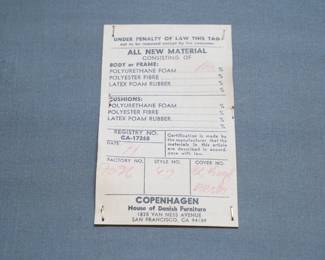 UNDER PENALTY OF LAW THIS TAG
not to be removed except by the consumer
ALL NEW MATERIAL
CONSISTING OF
BODY or FRAME:
POLYURETHANE FOAM %
POLYESTER FIBRE %
LATEX FOAM RUBBER %
CUSHIONS:
POLYURETHANE FOAM %
POLYESTER FIBRE %
LATEX FOAM RUBBER %
REGISTRY NO.
CA-17268
DATE
Certification is made by the
manufacturer that the
materials in this article
are described in accord-
ance with law.
FACTORY NO. STYLE NO. COVER NO.
COPENHAGEN
House of Danish Furniture
1835 VAN NESS AVENUE
SAN FRANCISCO, CA 94109